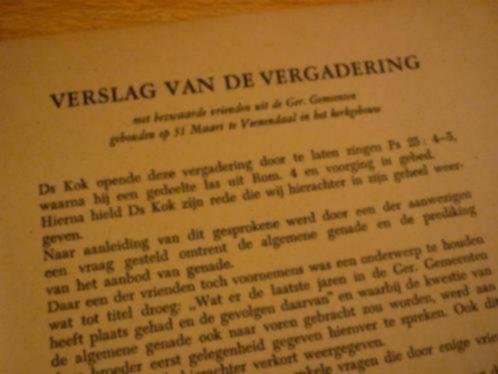 VERSLAG VAN DE VERGADERING
met bezwaarde vrienden uit de Ger. Gemeenten
gehouden op 31 Maart te Veenendaal in het kerkgebouw
Ds Kok opende deze vergadering door te laten zingen Ps 25: 4-5,
waarna hij een gedeelte las uit Rom. 4 en voorging in gebed.
Hierna hield Ds Kok zijn rede die wij hierachter in zijn geheel weer-
geven.
Naar aanleiding van dit gesprokene werd door een der aanwezigen
een vraag gesteld omtrent de algemene genade en de prediking
van het aanbod van genade.
Daar een der vrienden toch voornemens was een onderwerp te houden
wat tot titel droeg: „Wat er de laatste jaren in de Ger. Gemeenten
heeft plaats gehad en de gevolgen daarvan" en waarbij de kwestie van
de algemene genade ook naar voren gebracht zou worden, werd aan
broeder eerst gelegenheid gegeven hierover te spreken. Ook di
hierachter verkort weergegeven.
enkele vragen die door enige vrie